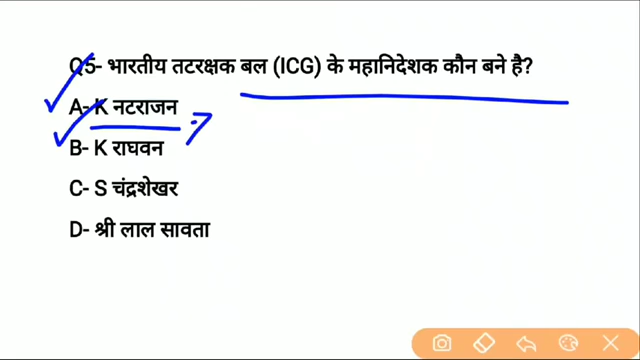 Q5- भारतीय तटरक्षक बल (ICG) के महानिदेशक कौन बने है?
A- K नटराजन
B- K राघवन
C- S चंद्रशेखर
D- श्री लाल सावता